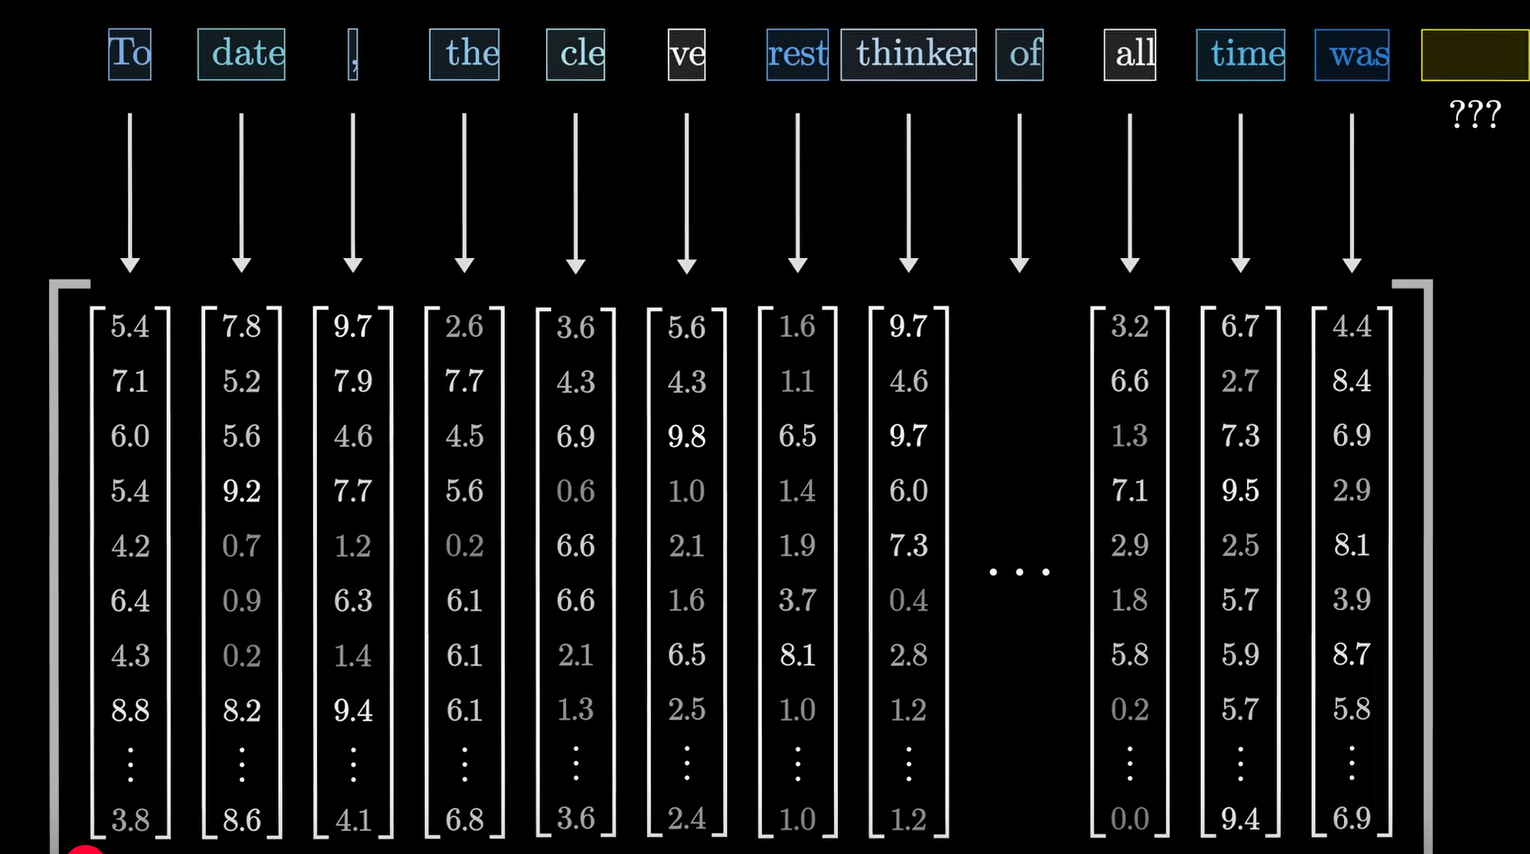 To date , the cle ve rest thinker of all time was
???
5.4 7.8 9.7 2.6 3.6 5.6 1.6 9.7 3.2 6.7 4.4
7.1 5.2 7.9 7.7 4.3 4.3 1.1 4.6 6.6 2.7 8.4
6.0 5.6 4.6 4.5 6.9 9.8 6.5 9.7 1.3 7.3 6.9
5.4 9.2 7.7 5.6 0.6 1.0 1.4 6.0 7.1 9.5 2.9
4.2 0.7 1.2 0.2 6.6 2.1 1.9 7.3 ... 2.9 2.5 8.1
6.4 0.9 6.3 6.1 6.6 1.6 3.7 0.4 1.8 5.7 3.9
4.3 0.2 1.4 6.1 2.1 6.5 8.1 2.8 5.8 5.9 8.7
8.8 8.2 9.4 6.1 1.3 2.5 1.0 1.2 0.2 5.7 5.8
⋮ ⋮ ⋮ ⋮ ⋮ ⋮ ⋮ ⋮ ⋮ ⋮ ⋮
3.8 8.6 4.1 6.8 3.6 2.4 1.0 1.2 0.0 9.4 6.9